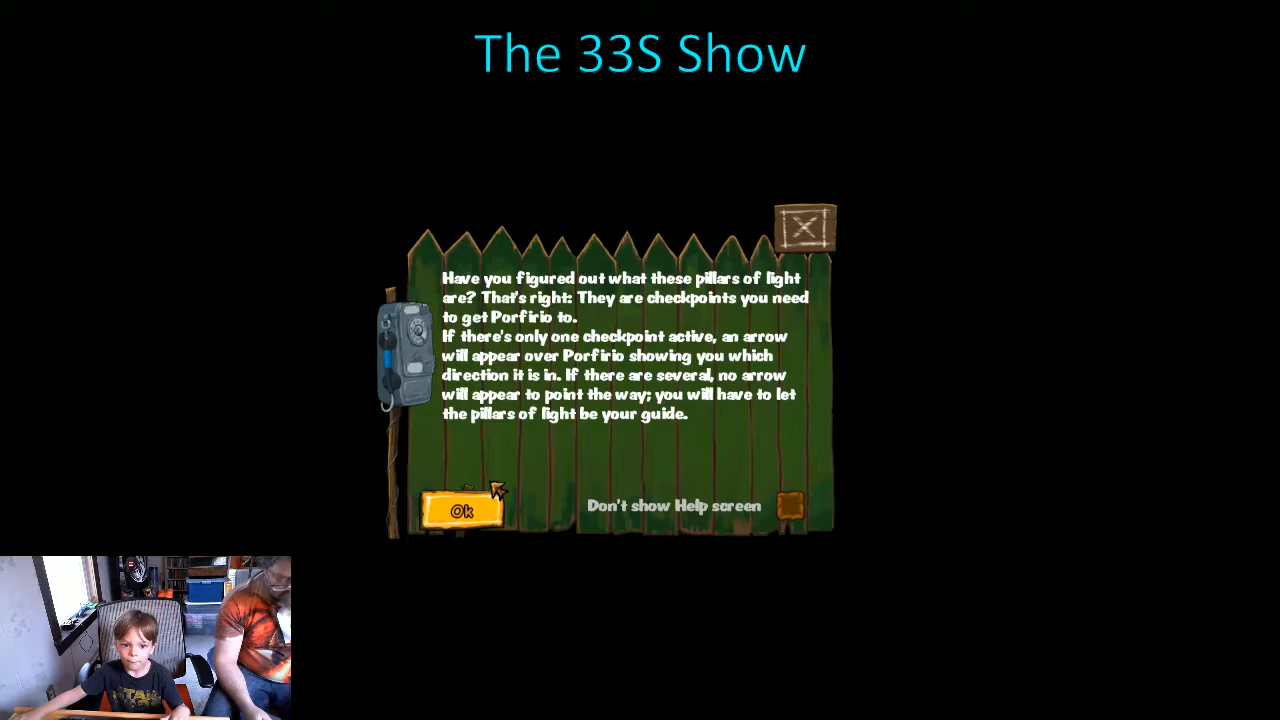 The 33S Show
Have you figured out what these pillars of light
are? That's right: They are checkpoints you need
to get Porfirio to.
If there's only one checkpoint active, an arrow
will appear over Porfirio showing you which
direction it is in. If there are several, no arrow
will appear to point the way; you will have to let
the pillars of light be your guide.
Ok
Don't show Help screen